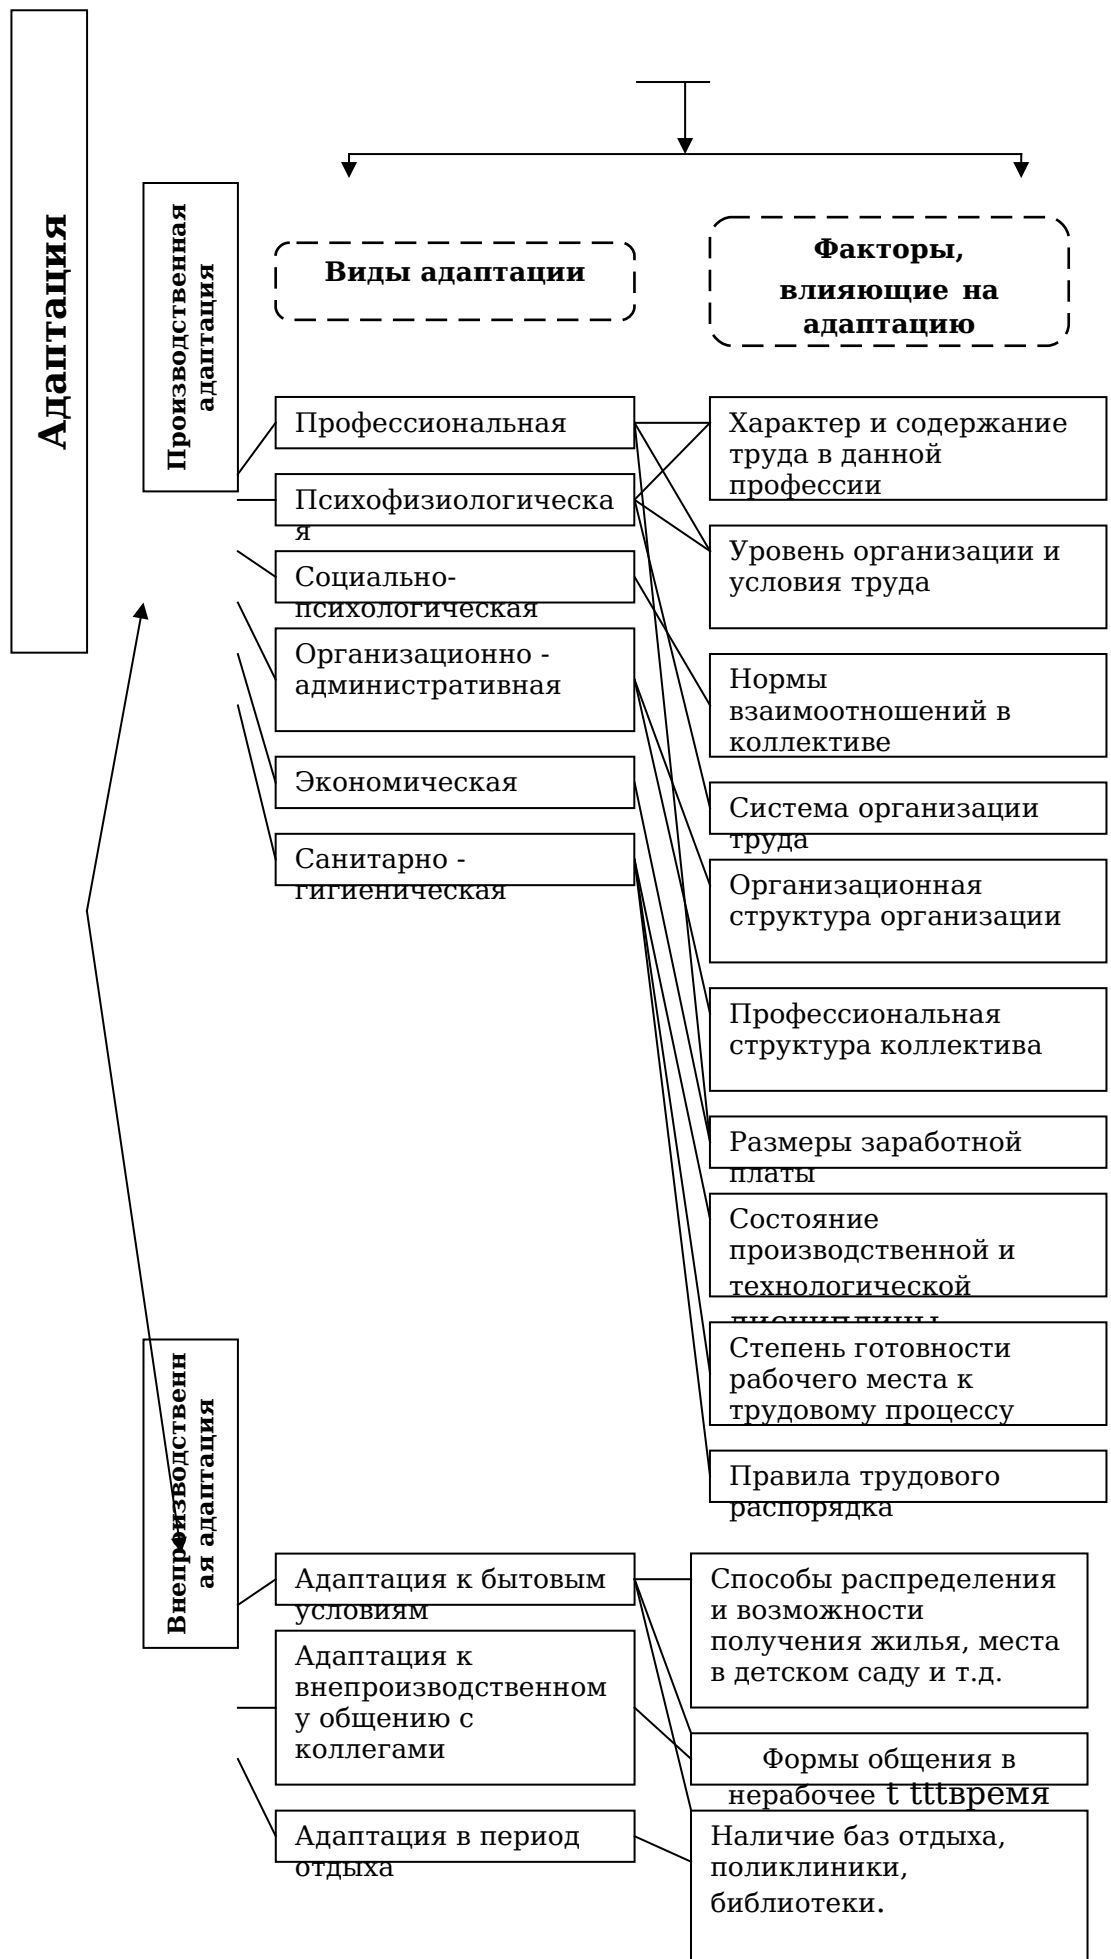 Адаптация
Производственная
адаптация
Виды адаптации
Факторы,
влияющие на
адаптацию
Профессиональная
Психофизиологическа
я
Социально-
психологическая
Организационно -
административная
Экономическая
Санитарно -
гигиеническая
Характер и содержание
труда в данной
профессии
Уровень организации и
условия труда
Нормы
взаимоотношений в
коллективе
Система организации
труда
Организационная
структура организации
Профессиональная
структура коллектива
Размеры заработной
платы
Состояние
производственной и
технологической
дисциплины
Степень готовности
рабочего места к
трудовому процессу
Правила трудового
распорядка
Внепроизводственн
ая адаптация
Адаптация к бытовым
условиям
Адаптация к
внепроизводственном
у общению с
коллегами
Адаптация в период
отдыха
Способы распределения
и возможности
получения жилья, места
в детском саду и т.д.
Формы общения в
нерабочее t tttвремя
Наличие баз отдыха,
поликлиники,
библиотеки.